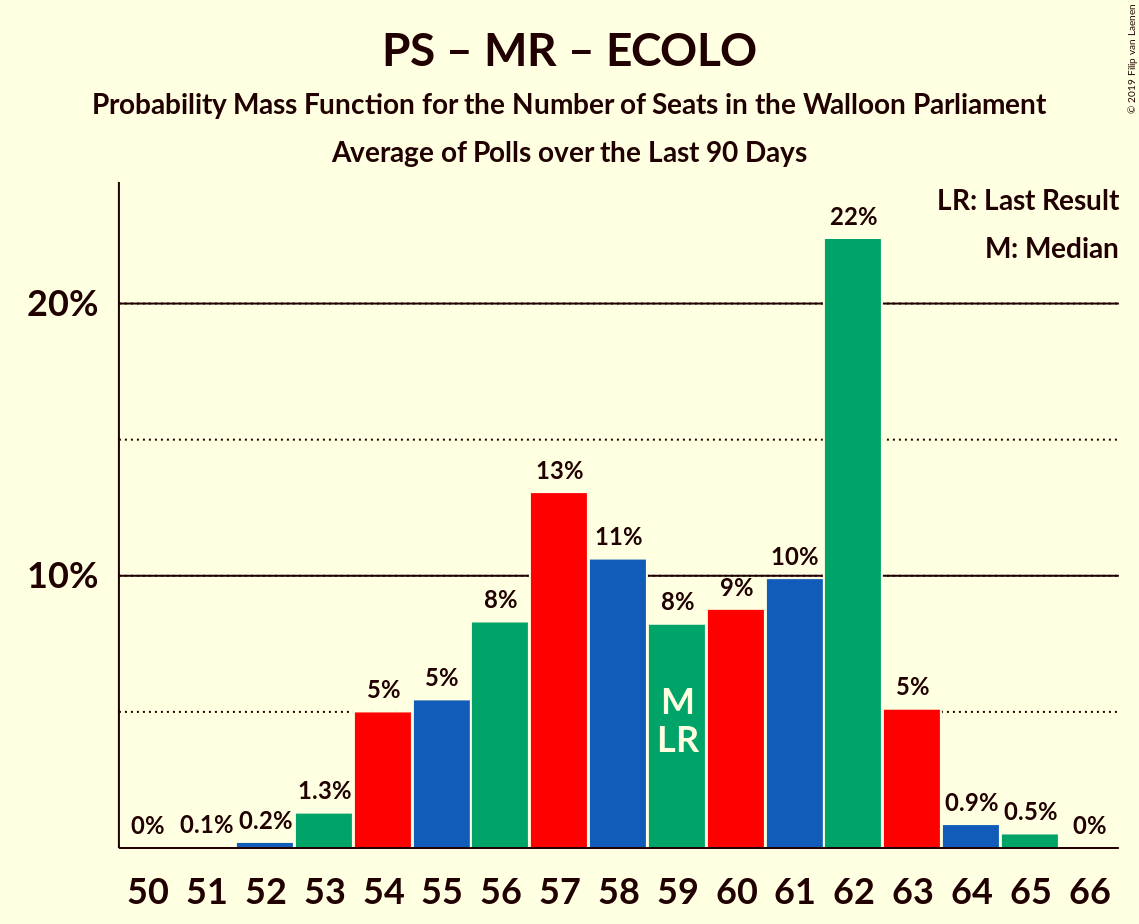 PS – MR – ECOLO
Probability Mass Function for the Number of Seats in the Walloon Parliament
Average of Polls over the Last 90 Days
© 2019 Filip van Laenen
LR: Last Result
M: Median
20%
10%
0%
0.1%
0.2%
1.3%
5%
5%
8%
13%
11%
8%
9%
10%
22%
5%
0.9%
0.5%
0%
M
LR
50 51 52 53 54 55 56 57 58 59 60 61 62 63 64 65 66